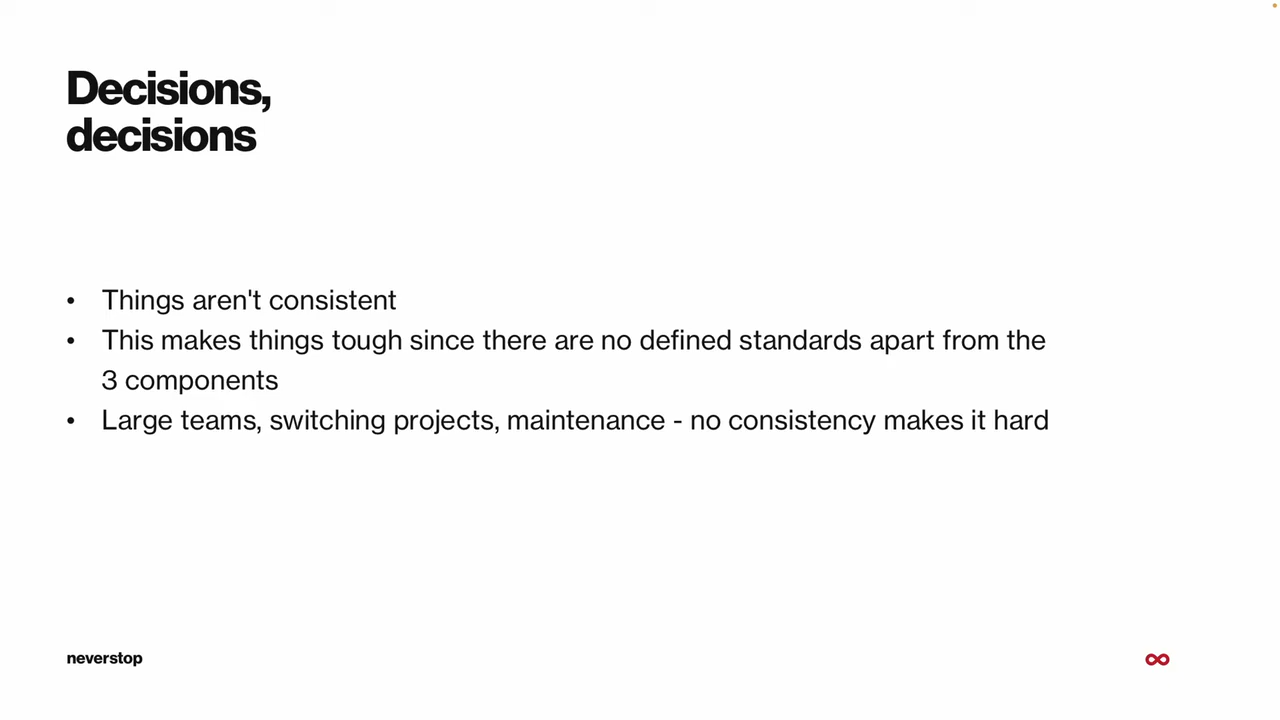 Decisions,
decisions
• Things aren't consistent
• This makes things tough since there are no defined standards apart from the
3 components
• Large teams, switching projects, maintenance - no consistency makes it hard
neverstop